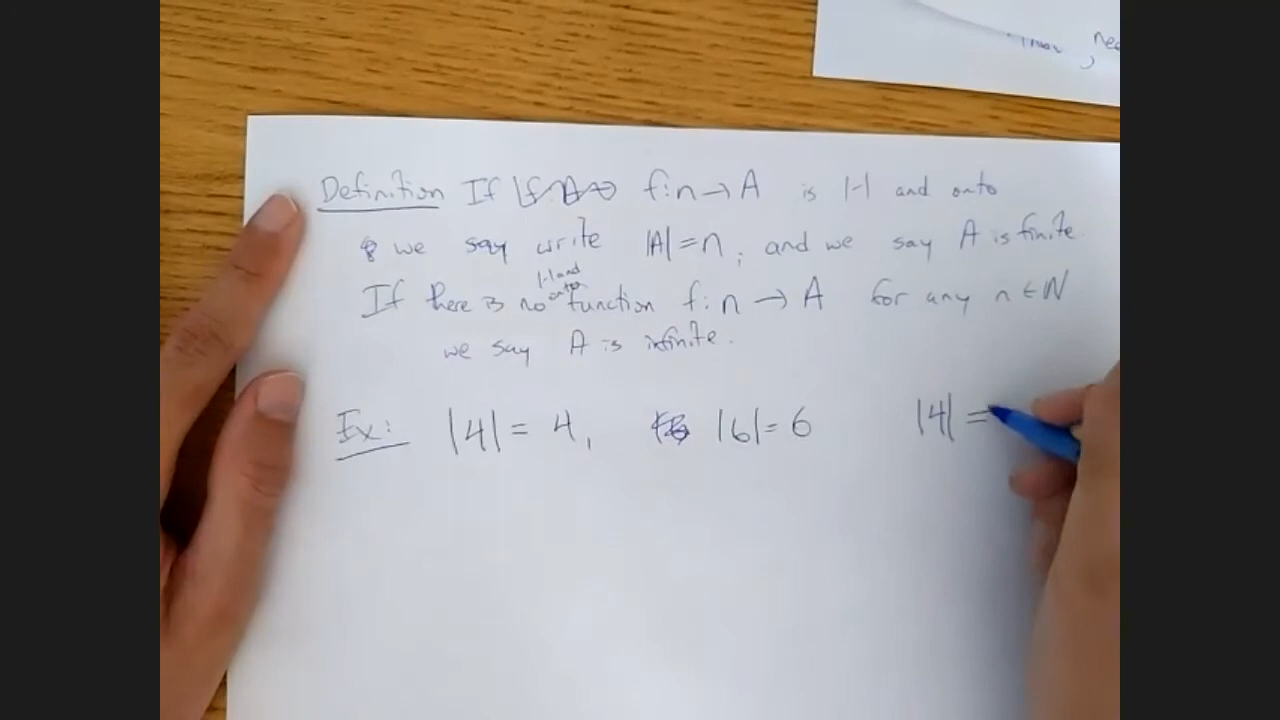 nee
Definition If f: n → A is 1-1 and onto
we say write |A| = n, and we say A is finite.
1-1 and
onto
If there is no function f: n → A for any n ∈ ℕ
we say A is infinite.
Ex: |4| = 4, |6| = 6 |4| =